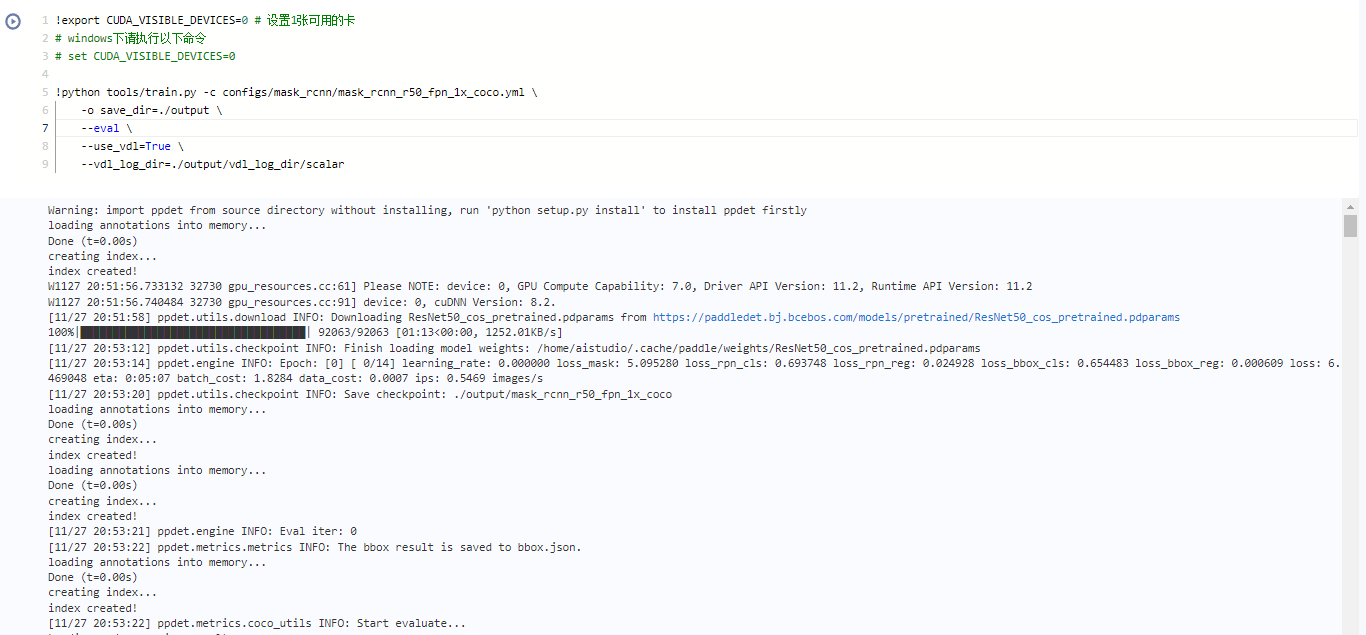 1 !export CUDA_VISIBLE_DEVICES=0 # 设置1张可用的卡
2 # windows下请执行以下命令
3 # set CUDA_VISIBLE_DEVICES=0
4
5 !python tools/train.py -c configs/mask_rcnn/mask_rcnn_r50_fpn_1x_coco.yml \
6 -o save_dir=./output \
7 --eval \
8 --use_vdl=True \
9 --vdl_log_dir=./output/vdl_log_dir/scalar
Warning: import ppdet from source directory without installing, run 'python setup.py install' to install ppdet firstly
loading annotations into memory...
Done (t=0.00s)
creating index...
index created!
W1127 20:51:56.733132 32730 gpu_resources.cc:61] Please NOTE: device: 0, GPU Compute Capability: 7.0, Driver API Version: 11.2, Runtime API Version: 11.2
W1127 20:51:56.740484 32730 gpu_resources.cc:91] device: 0, cuDNN Version: 8.2.
[11/27 20:51:58] ppdet.utils.download INFO: Downloading ResNet50_cos_pretrained.pdparams from https://paddledet.bj.bcebos.com/models/pretrained/ResNet50_cos_pretrained.pdparams
100%|███████████████████████████████████| 92063/92063 [01:13<00:00, 1252.01KB/s]
[11/27 20:53:12] ppdet.utils.checkpoint INFO: Finish loading model weights: /home/aistudio/.cache/paddle/weights/ResNet50_cos_pretrained.pdparams
[11/27 20:53:14] ppdet.engine INFO: Epoch: [0] [ 0/14] learning_rate: 0.000000 loss_mask: 5.095280 loss_rpn_cls: 0.693748 loss_rpn_reg: 0.024928 loss_bbox_cls: 0.654483 loss_bbox_reg: 0.000609 loss: 6.
469048 eta: 0:05:07 batch_cost: 1.8284 data_cost: 0.0007 ips: 0.5469 images/s
[11/27 20:53:20] ppdet.utils.checkpoint INFO: Save checkpoint: ./output/mask_rcnn_r50_fpn_1x_coco
loading annotations into memory...
Done (t=0.00s)
creating index...
index created!
loading annotations into memory...
Done (t=0.00s)
creating index...
index created!
[11/27 20:53:21] ppdet.engine INFO: Eval iter: 0
[11/27 20:53:22] ppdet.metrics.metrics INFO: The bbox result is saved to bbox.json.
loading annotations into memory...
Done (t=0.00s)
creating index...
index created!
[11/27 20:53:22] ppdet.metrics.coco_utils INFO: Start evaluate...